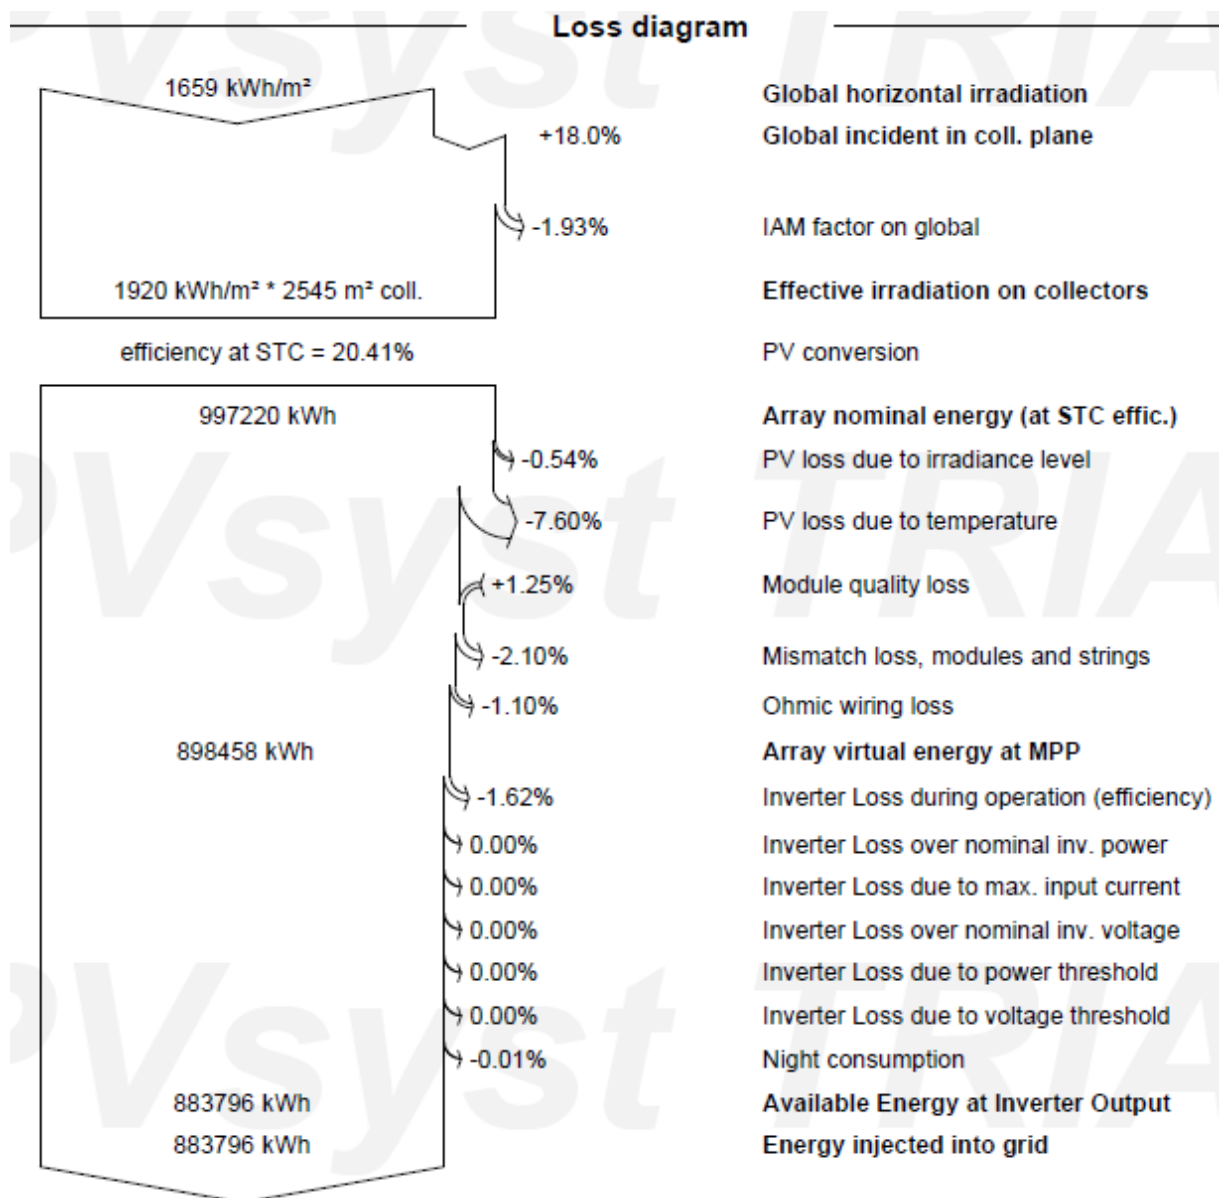 Loss diagram
1659 kWh/m² Global horizontal irradiation
+18.0% Global incident in coll. plane
-1.93% IAM factor on global
1920 kWh/m² * 2545 m² coll. Effective irradiation on collectors
efficiency at STC = 20.41% PV conversion
997220 kWh Array nominal energy (at STC effic.)
-0.54% PV loss due to irradiance level
-7.60% PV loss due to temperature
+1.25% Module quality loss
-2.10% Mismatch loss, modules and strings
-1.10% Ohmic wiring loss
898458 kWh Array virtual energy at MPP
-1.62% Inverter Loss during operation (efficiency)
0.00% Inverter Loss over nominal inv. power
0.00% Inverter Loss due to max. input current
0.00% Inverter Loss over nominal inv. voltage
0.00% Inverter Loss due to power threshold
0.00% Inverter Loss due to voltage threshold
-0.01% Night consumption
883796 kWh Available Energy at Inverter Output
883796 kWh Energy injected into grid
PVsyst TRIA
PVsyst TRIA
PVsyst TRIA